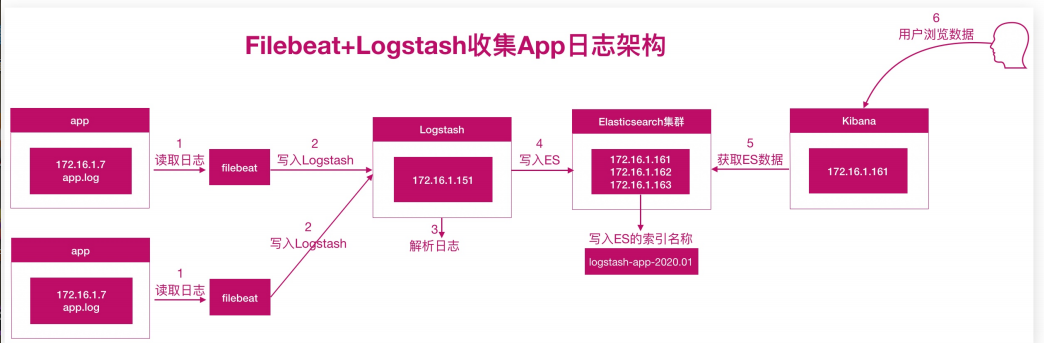 6
用户浏览数据
Filebeat+Logstash收集App日志架构
app
172.16.1.7
app.log
1
读取日志
filebeat
2
写入Logstash
Logstash
172.16.1.151
3
解析日志
4
写入ES
Elasticsearch集群
172.16.1.161
172.16.1.162
172.16.1.163
写入ES的索引名称
logstash-app-2020.01
5
获取ES数据
Kibana
172.16.1.161
app
172.16.1.7
app.log
1
读取日志
filebeat
2
写入Logstash